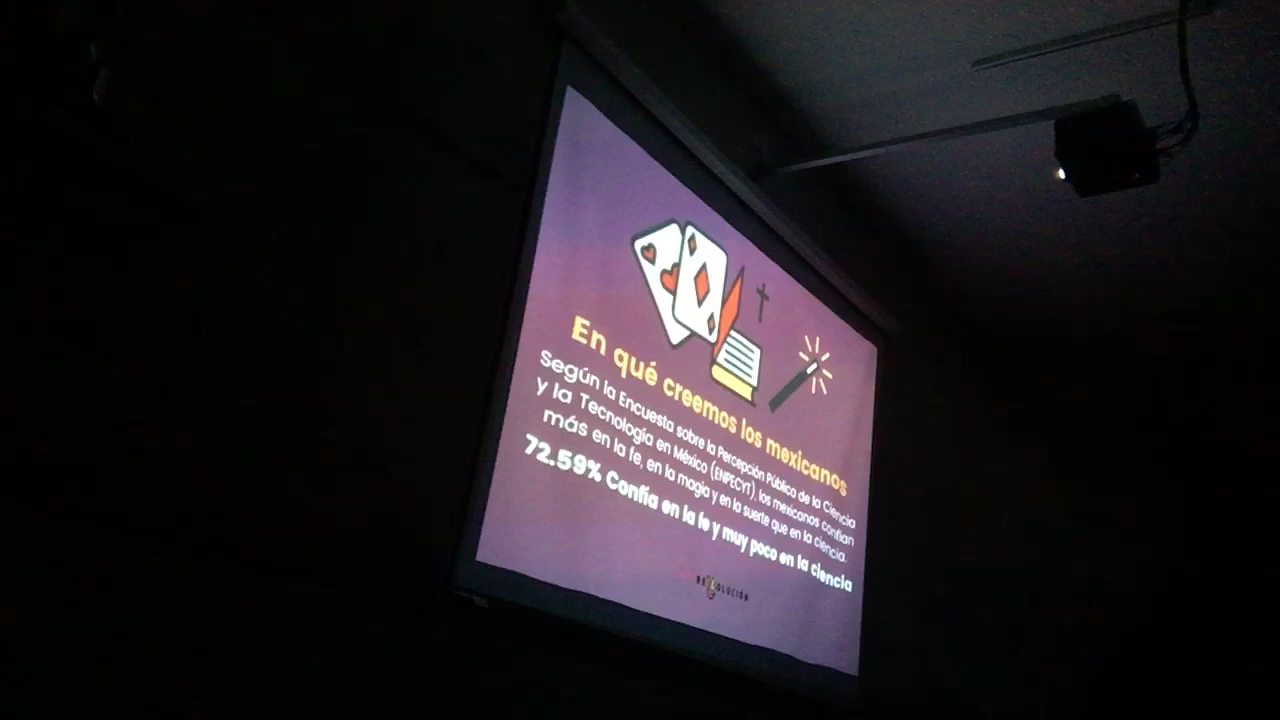 En qué creemos los mexicanos
Según la Encuesta sobre la Percepción Pública de la Ciencia
y la Tecnología en México (ENPECYT), los mexicanos confían
más en la fe, en la magia y en la suerte que en la ciencia.
72.59% Confía en la fe y muy poco en la ciencia